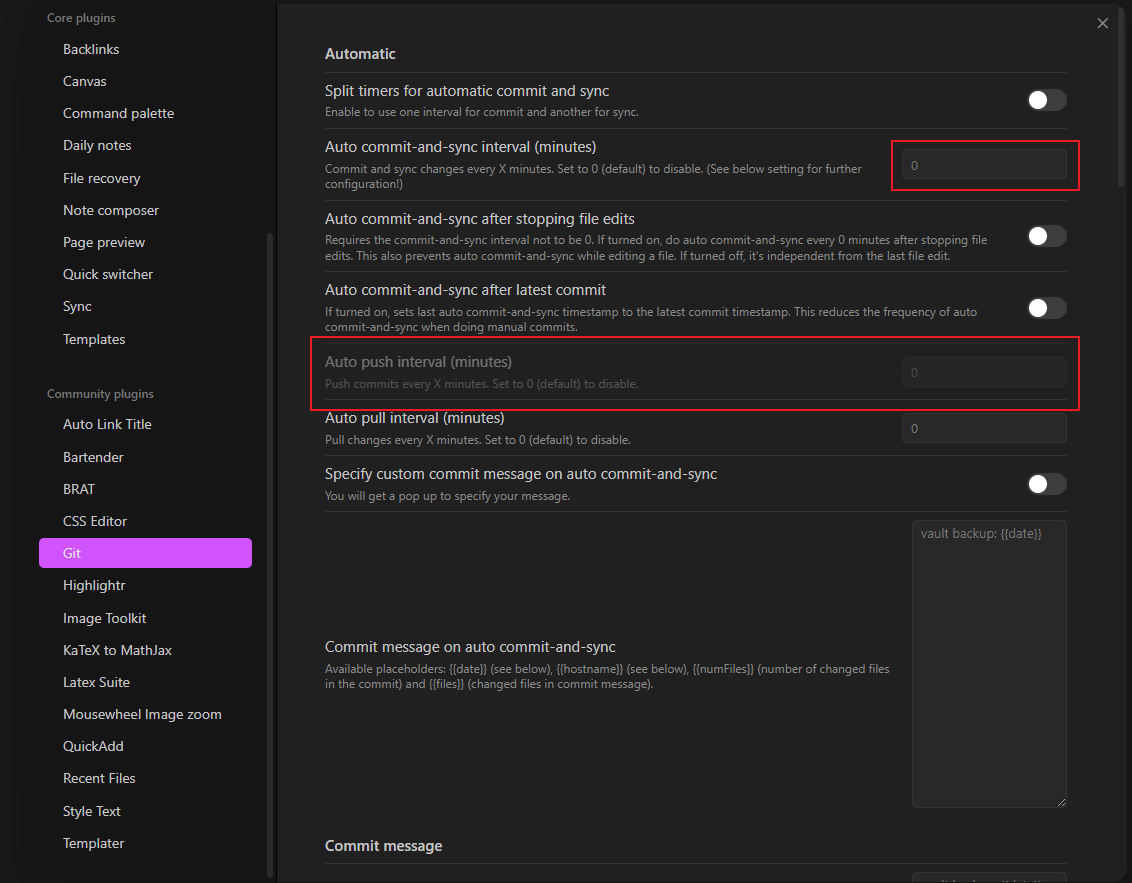 Core plugins
Backlinks
Canvas
Command palette
Daily notes
File recovery
Note composer
Page preview
Quick switcher
Sync
Templates
Community plugins
Auto Link Title
Bartender
BRAT
CSS Editor
Git
Highlightr
Image Toolkit
KaTeX to MathJax
Latex Suite
Mousewheel Image zoom
QuickAdd
Recent Files
Style Text
Templater
Automatic
Split timers for automatic commit and sync
Enable to use one interval for commit and another for sync.
Auto commit-and-sync interval (minutes)
Commit and sync changes every X minutes. Set to 0 (default) to disable. (See below setting for further
configuration!)
0
Auto commit-and-sync after stopping file edits
Requires the commit-and-sync interval not to be 0. If turned on, do auto commit-and-sync every 0 minutes after stopping file
edits. This also prevents auto commit-and-sync while editing a file. If turned off, it's independent from the last file edit.
Auto commit-and-sync after latest commit
If turned on, sets last auto commit-and-sync timestamp to the latest commit timestamp. This reduces the frequency of auto
commit-and-sync when doing manual commits.
Auto push interval (minutes)
Push commits every X minutes. Set to 0 (default) to disable.
0
Auto pull interval (minutes)
Pull changes every X minutes. Set to 0 (default) to disable.
0
Specify custom commit message on auto commit-and-sync
You will get a pop up to specify your message.
vault backup: {{date}}
Commit message on auto commit-and-sync
Available placeholders: {{date}} (see below), {{hostname}} (see below), {{numFiles}} (number of changed files
in the commit) and {{files}} (changed files in commit message).
Commit message